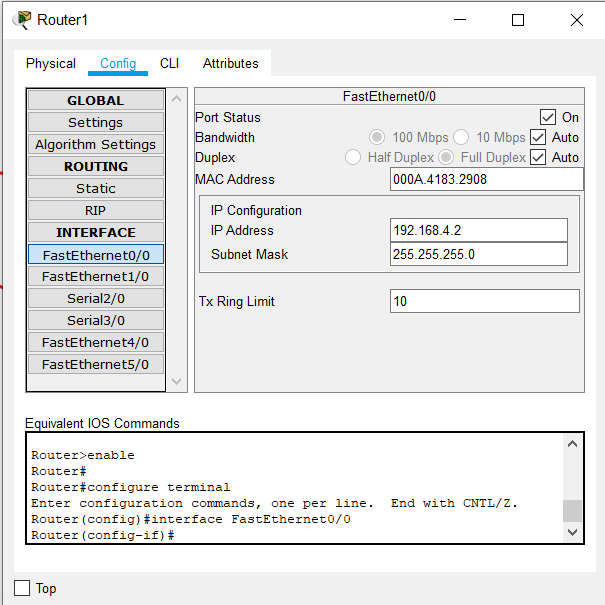 Router1
Physical Config CLI Attributes
GLOBAL
Settings
Algorithm Settings
ROUTING
Static
RIP
INTERFACE
FastEthernet0/0
FastEthernet1/0
Serial2/0
Serial3/0
FastEthernet4/0
FastEthernet5/0
FastEthernet0/0
Port Status On
Bandwidth 100 Mbps 10 Mbps Auto
Duplex Half Duplex Full Duplex Auto
MAC Address 000A.4183.2908
IP Configuration
IP Address 192.168.4.2
Subnet Mask 255.255.255.0
Tx Ring Limit 10
Equivalent IOS Commands
Router>enable
Router#
Router#configure terminal
Enter configuration commands, one per line.  End with CNTL/Z.
Router(config)#interface FastEthernet0/0
Router(config-if)#
Top